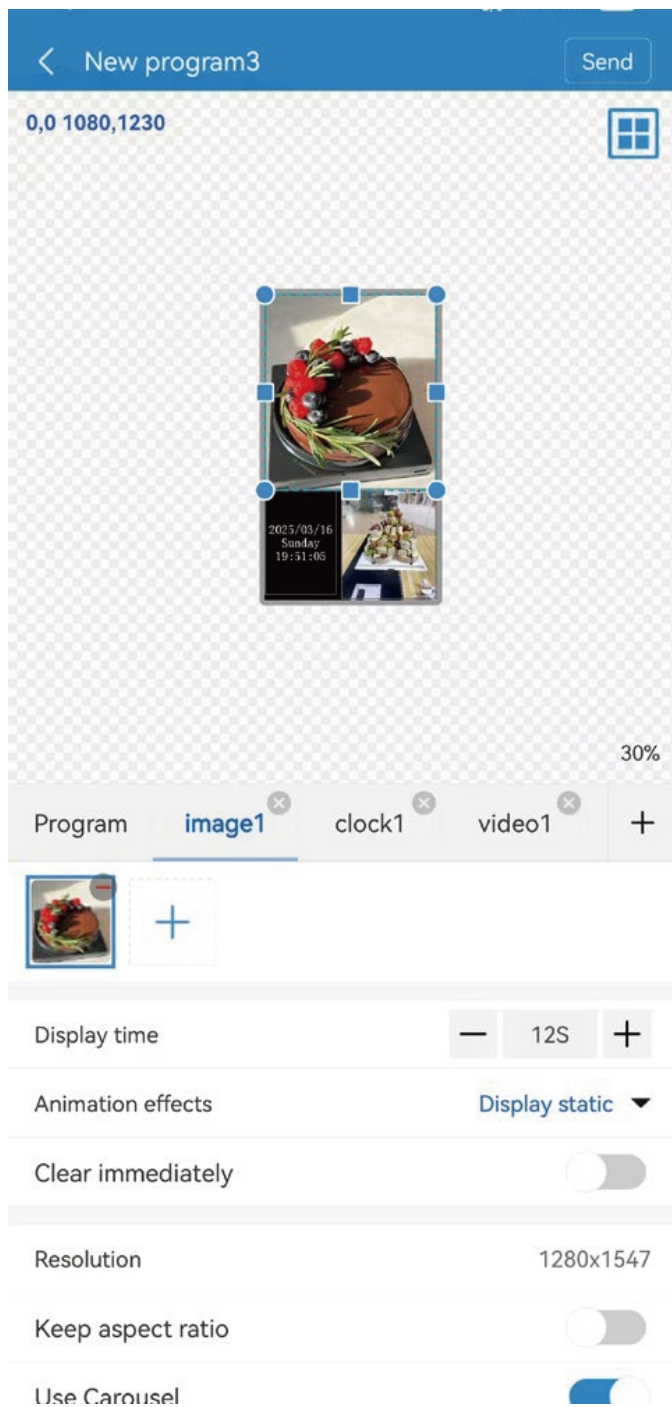 New program3
Send
0,0 1080,1230
2025/03/16
Sunday
19:51:05
30%
Program
image1
clock1
video1
Display time
12S
Animation effects
Display static
Clear immediately
Resolution
1280x1547
Keep aspect ratio
Use Carousel